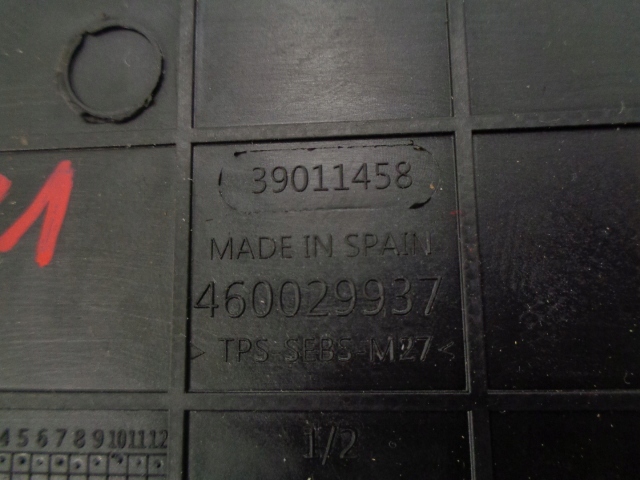 39011458
MADE IN SPAIN
460029937
> TPS-SEBS-M27 <
4 5 6 7 8 9 10 11 12
1/2